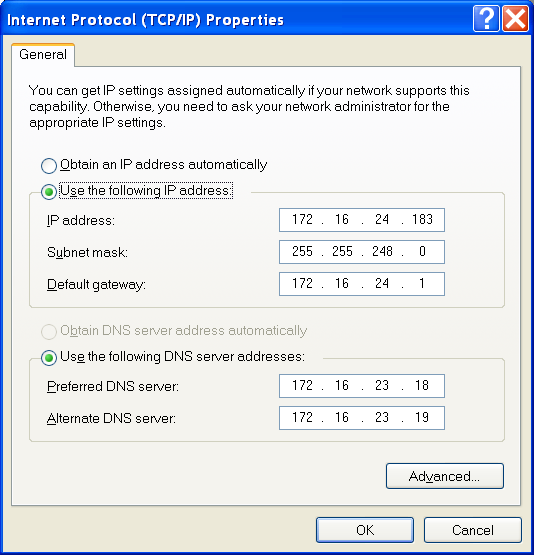 Internet Protocol (TCP/IP) Properties
General
You can get IP settings assigned automatically if your network supports this
capability. Otherwise, you need to ask your network administrator for the
appropriate IP settings.
Obtain an IP address automatically
Use the following IP address:
IP address: 172 . 16 . 24 . 183
Subnet mask: 255 . 255 . 248 . 0
Default gateway: 172 . 16 . 24 . 1
Obtain DNS server address automatically
Use the following DNS server addresses:
Preferred DNS server: 172 . 16 . 23 . 18
Alternate DNS server: 172 . 16 . 23 . 19
Advanced...
OK Cancel